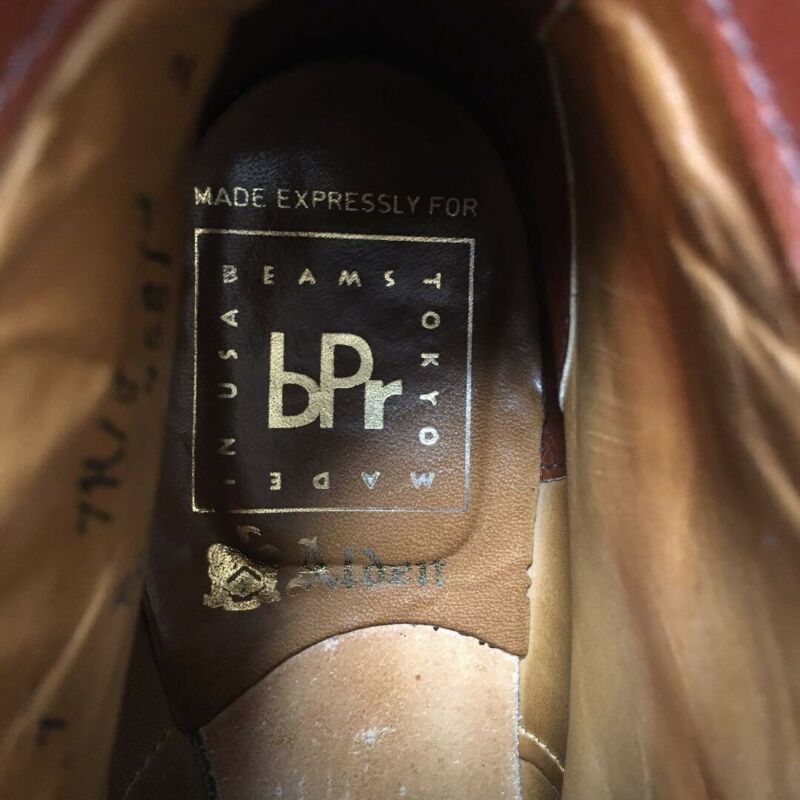 MADE EXPRESSLY FOR
BEAMS
TOKYO
MADE
IN USA
bPr
Alden